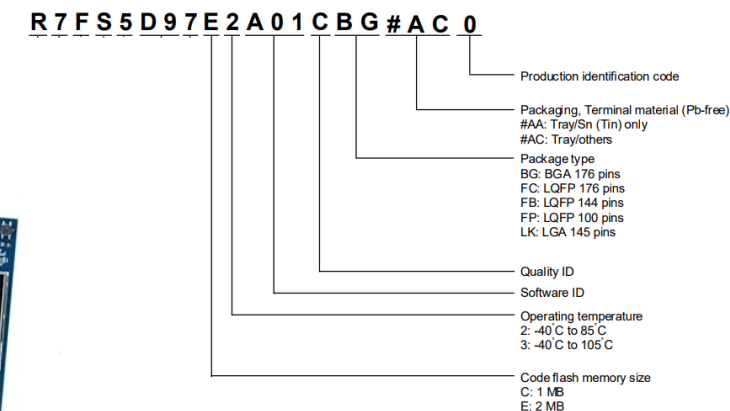 R7FS5D97E2A01CBG#AC0
Production identification code
Packaging, Terminal material (Pb-free)
#AA: Tray/Sn (Tin) only
#AC: Tray/others
Package type
BG: BGA 176 pins
FC: LQFP 176 pins
FB: LQFP 144 pins
FP: LQFP 100 pins
LK: LGA 145 pins
Quality ID
Software ID
Operating temperature
2: -40°C to 85°C
3: -40°C to 105°C
Code flash memory size
C: 1 MB
E: 2 MB